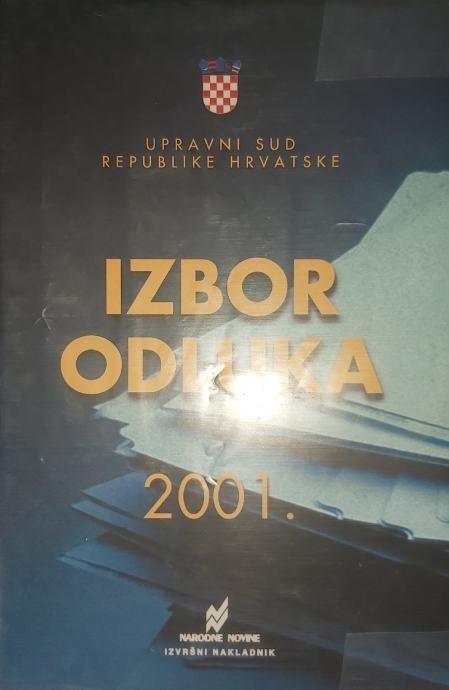 UPRAVNI SUD
REPUBLIKE HRVATSKE
IZBOR
ODLUKA
2001.
NARODNE NOVINE
IZVRŠNI NAKLADNIK